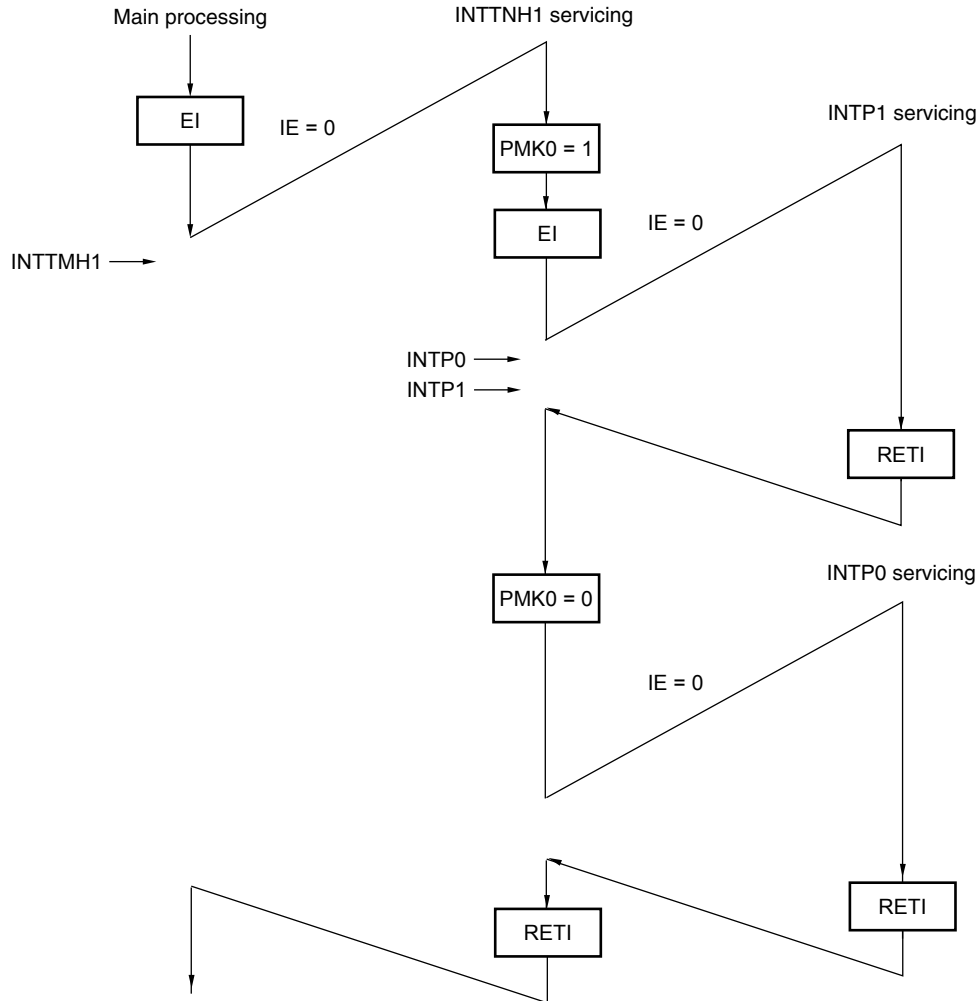 Main processing
INTTNH1 servicing
EI
IE = 0
PMK0 = 1
INTP1 servicing
EI
IE = 0
INTTMH1
INTP0
INTP1
RETI
PMK0 = 0
INTP0 servicing
IE = 0
RETI
RETI